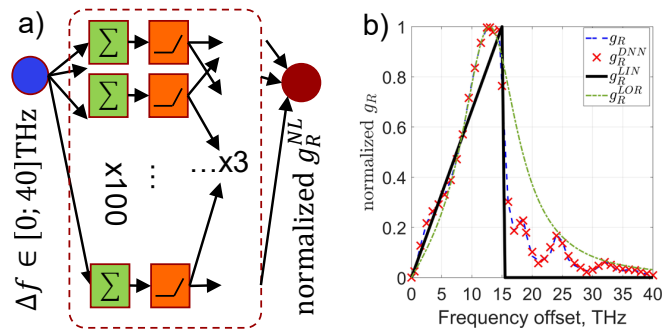 a)
Δf ∈ [0; 40]THz
Σ
Σ
x100
⋮
⋮
...x3
Σ
normalized g_R^NL
b)
normalized g_R
1
0.8
0.6
0.4
0.2
0
0 5 10 15 20 25 30 35 40
Frequency offset, THz
g_R
g_R^DNN
g_R^LIN
g_R^LOR